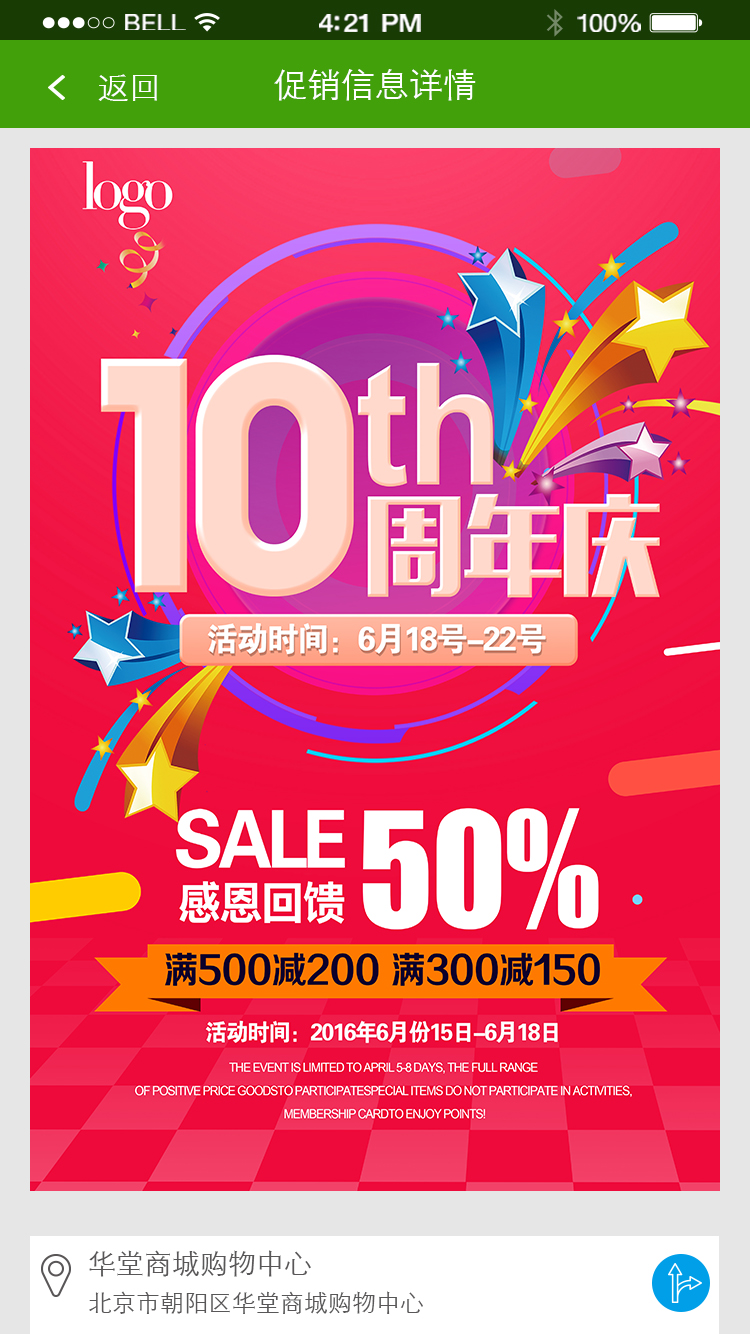 BELL 4:21 PM 100%
返回 促销信息详情
logo
10th
周年庆
活动时间：6月18号-22号
SALE 50%
感恩回馈
满500减200 满300减150
活动时间：2016年6月份15日-6月18日
THE EVENT IS LIMITED TO APRIL 5-8 DAYS, THE FULL RANGE
OF POSITIVE PRICE GOODSTO PARTICIPATESPECIAL ITEMS DO NOT PARTICIPATE IN ACTIVITIES,
MEMBERSHIP CARDTO ENJOY POINTS!
华堂商城购物中心
北京市朝阳区华堂商城购物中心